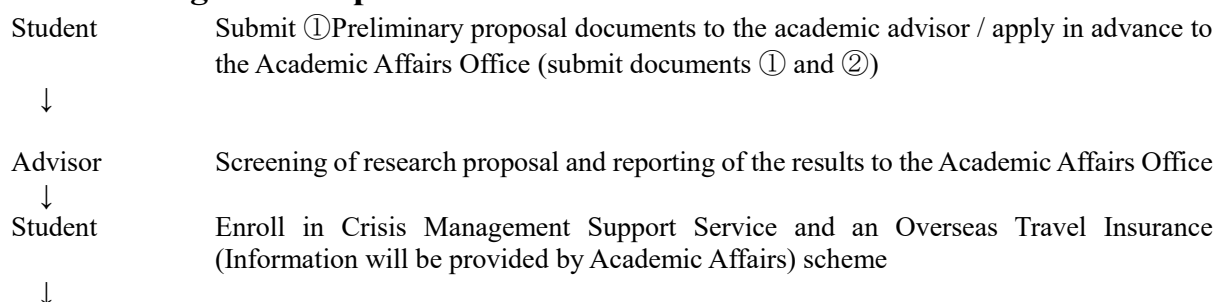 Student Submit ①Preliminary proposal documents to the academic advisor / apply in advance to
the Academic Affairs Office (submit documents ① and ②)
↓
Advisor Screening of research proposal and reporting of the results to the Academic Affairs Office
↓
Student Enroll in Crisis Management Support Service and an Overseas Travel Insurance
(Information will be provided by Academic Affairs) scheme
↓